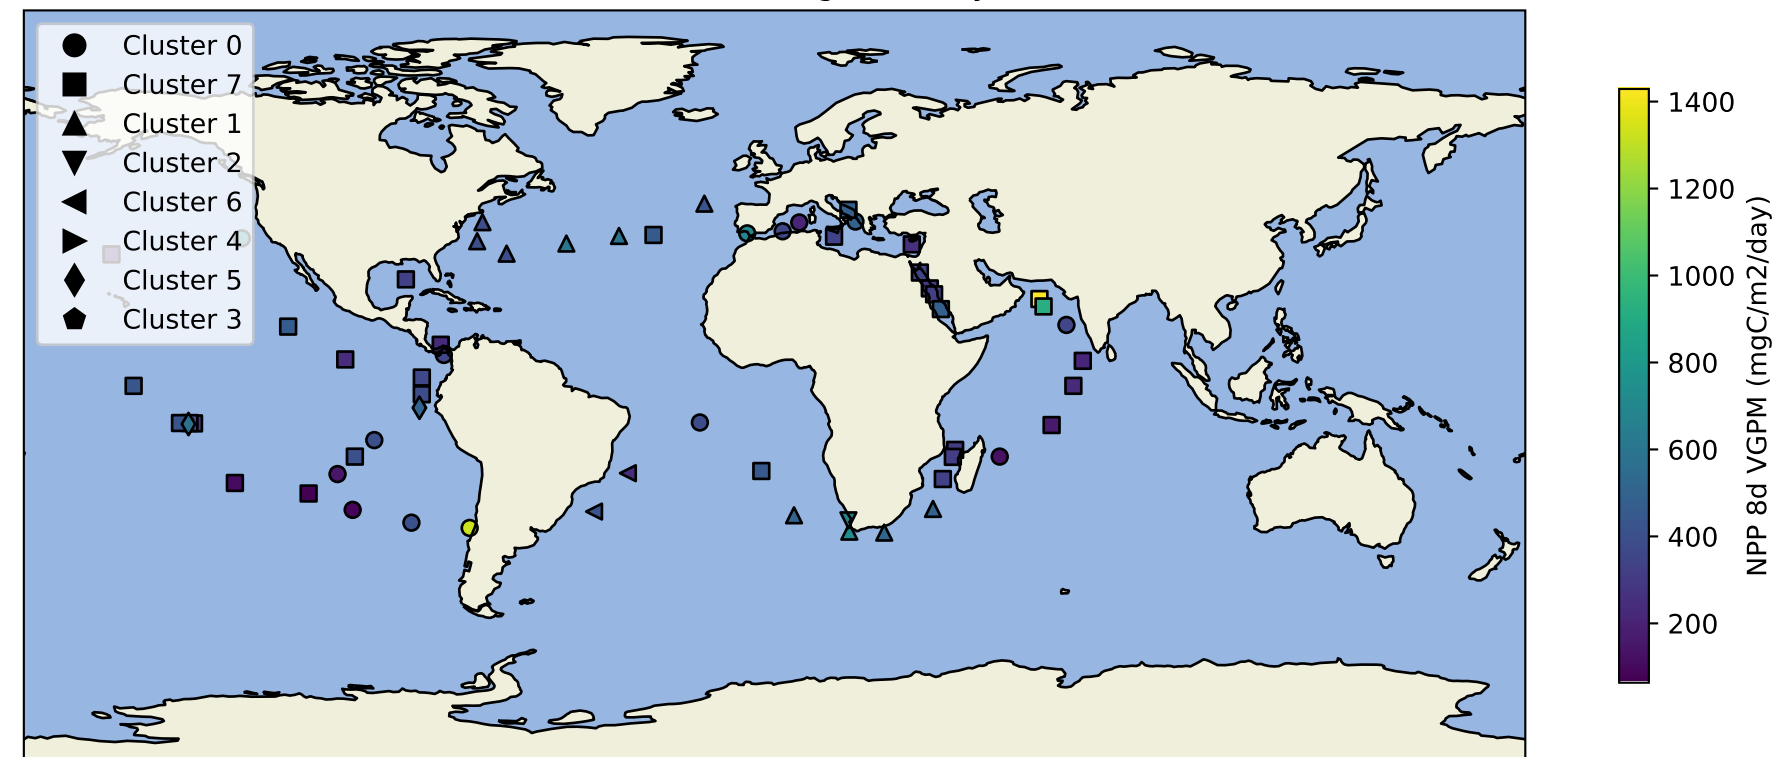 Cluster 0
Cluster 7
Cluster 1
Cluster 2
Cluster 6
Cluster 4
Cluster 5
Cluster 3
1400
1200
1000
800
600
400
200
NPP 8d VGPM (mgC/m2/day)